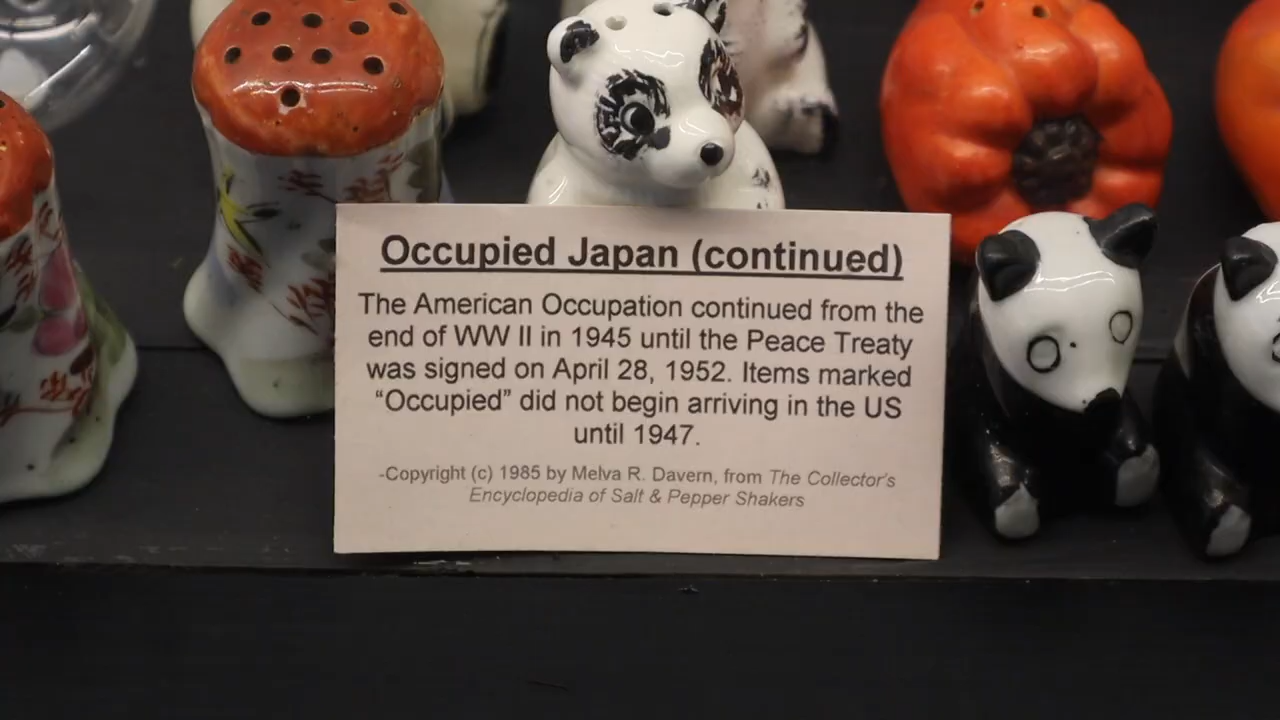 Occupied Japan (continued)
The American Occupation continued from the
end of WW II in 1945 until the Peace Treaty
was signed on April 28, 1952. Items marked
“Occupied” did not begin arriving in the US
until 1947.
-Copyright (c) 1985 by Melva R. Davern, from The Collector's
Encyclopedia of Salt & Pepper Shakers